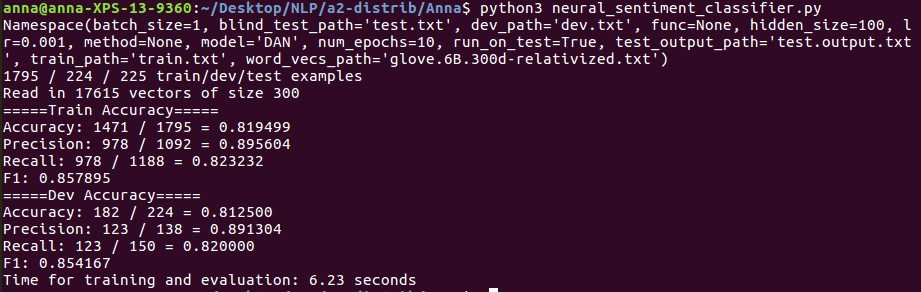 anna@anna-XPS-13-9360:~/Desktop/NLP/a2-distrib/Anna$ python3 neural_sentiment_classifier.py
Namespace(batch_size=1, blind_test_path='test.txt', dev_path='dev.txt', func=None, hidden_size=100, l
r=0.001, method=None, model='DAN', num_epochs=10, run_on_test=True, test_output_path='test.output.txt
', train_path='train.txt', word_vecs_path='glove.6B.300d-relativized.txt')
1795 / 224 / 225 train/dev/test examples
Read in 17615 vectors of size 300
=====Train Accuracy=====
Accuracy: 1471 / 1795 = 0.819499
Precision: 978 / 1092 = 0.895604
Recall: 978 / 1188 = 0.823232
F1: 0.857895
=====Dev Accuracy=====
Accuracy: 182 / 224 = 0.812500
Precision: 123 / 138 = 0.891304
Recall: 123 / 150 = 0.820000
F1: 0.854167
Time for training and evaluation: 6.23 seconds